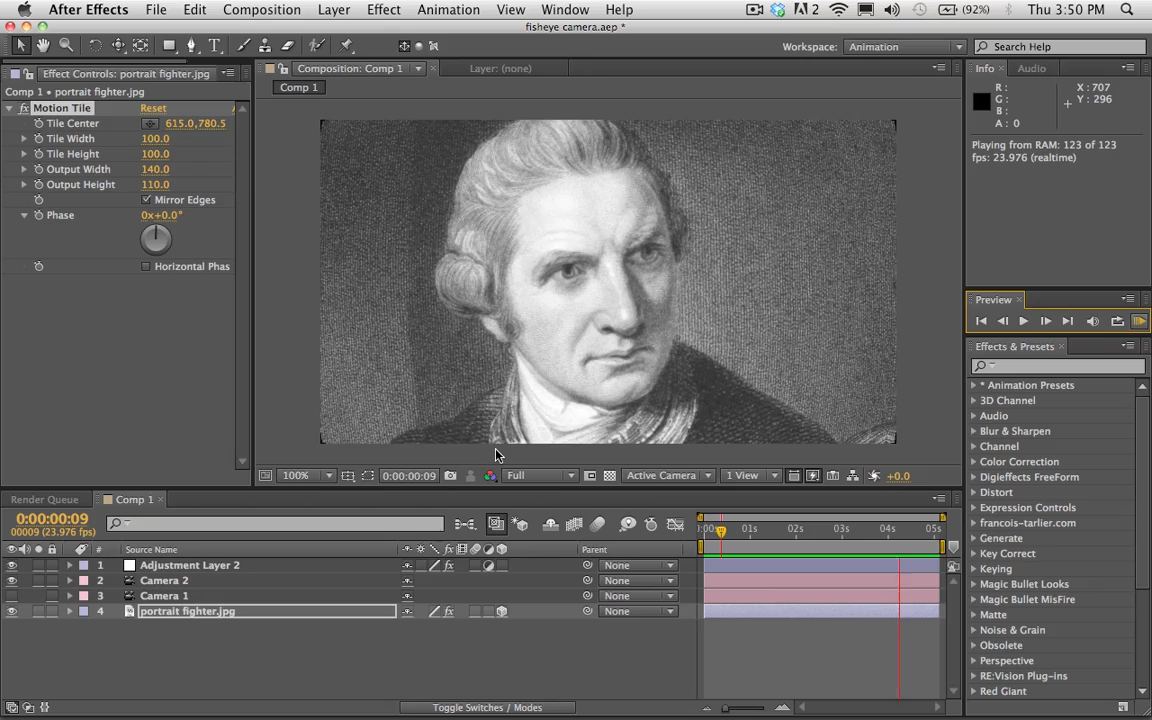 After Effects File Edit Composition Layer Effect Animation View Window Help 2 (92%) Thu 3:50 PM
fisheye camera.aep *
Workspace: Animation Search Help
Effect Controls: portrait fighter.jpg
Composition: Comp 1
Layer: (none)
Info
Audio
Comp 1 • portrait fighter.jpg
Comp 1
R :
G :
B :
A : 0
X : 707
Y : 296
Playing from RAM: 123 of 123
fps: 23.976 (realtime)
fx Motion Tile Reset
Tile Center 615.0,780.5
Tile Width 100.0
Tile Height 100.0
Output Width 140.0
Output Height 110.0
Mirror Edges
Phase 0x+0.0°
Horizontal Phas
Preview
Effects & Presets
* Animation Presets
3D Channel
Audio
Blur & Sharpen
Channel
Color Correction
Digieffects FreeForm
Distort
Expression Controls
francois-tarlier.com
Generate
Key Correct
Keying
Magic Bullet Looks
Magic Bullet MisFire
Matte
Noise & Grain
Obsolete
Perspective
RE:Vision Plug-ins
Red Giant
100% 0:00:00:09 Full Active Camera 1 View +0.0
Render Queue
Comp 1
0:00:00:09
00009 (23.976 fps)
:00s 01s 02s 03s 04s 05s
# Source Name Parent
1 Adjustment Layer 2 fx None
2 Camera 2 None
3 Camera 1 None
4 portrait fighter.jpg fx None
Toggle Switches / Modes